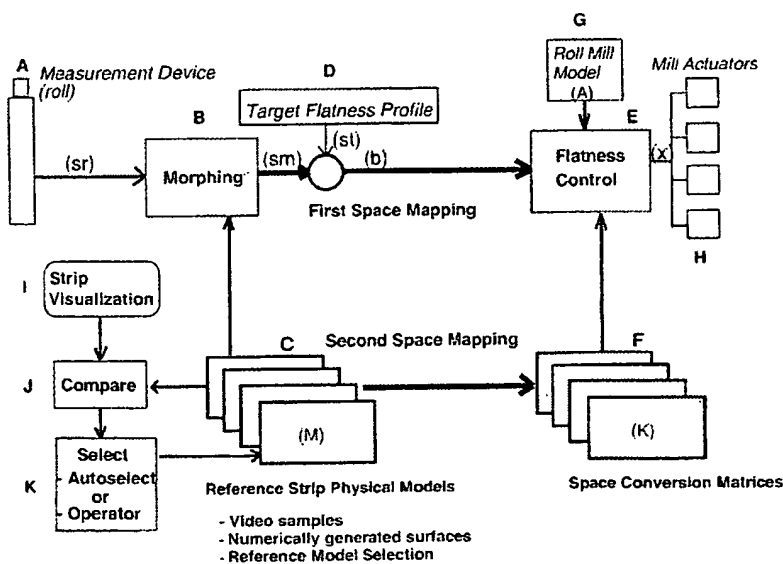 G
A
Measurement Device
(roll)
D
Roll Mill
Model
(A)
Mill Actuators
B
Target Flatness Profile
E
(sr)
Morphing
(sm)
(st)
(b)
Flatness
Control
(x)
First Space Mapping
H
I
Strip
Visualization
C
Second Space Mapping
F
J
Compare
(M)
(K)
K
Select
- Autoselect
or
- Operator
Reference Strip Physical Models
Space Conversion Matrices
- Video samples
- Numerically generated surfaces
- Reference Model Selection